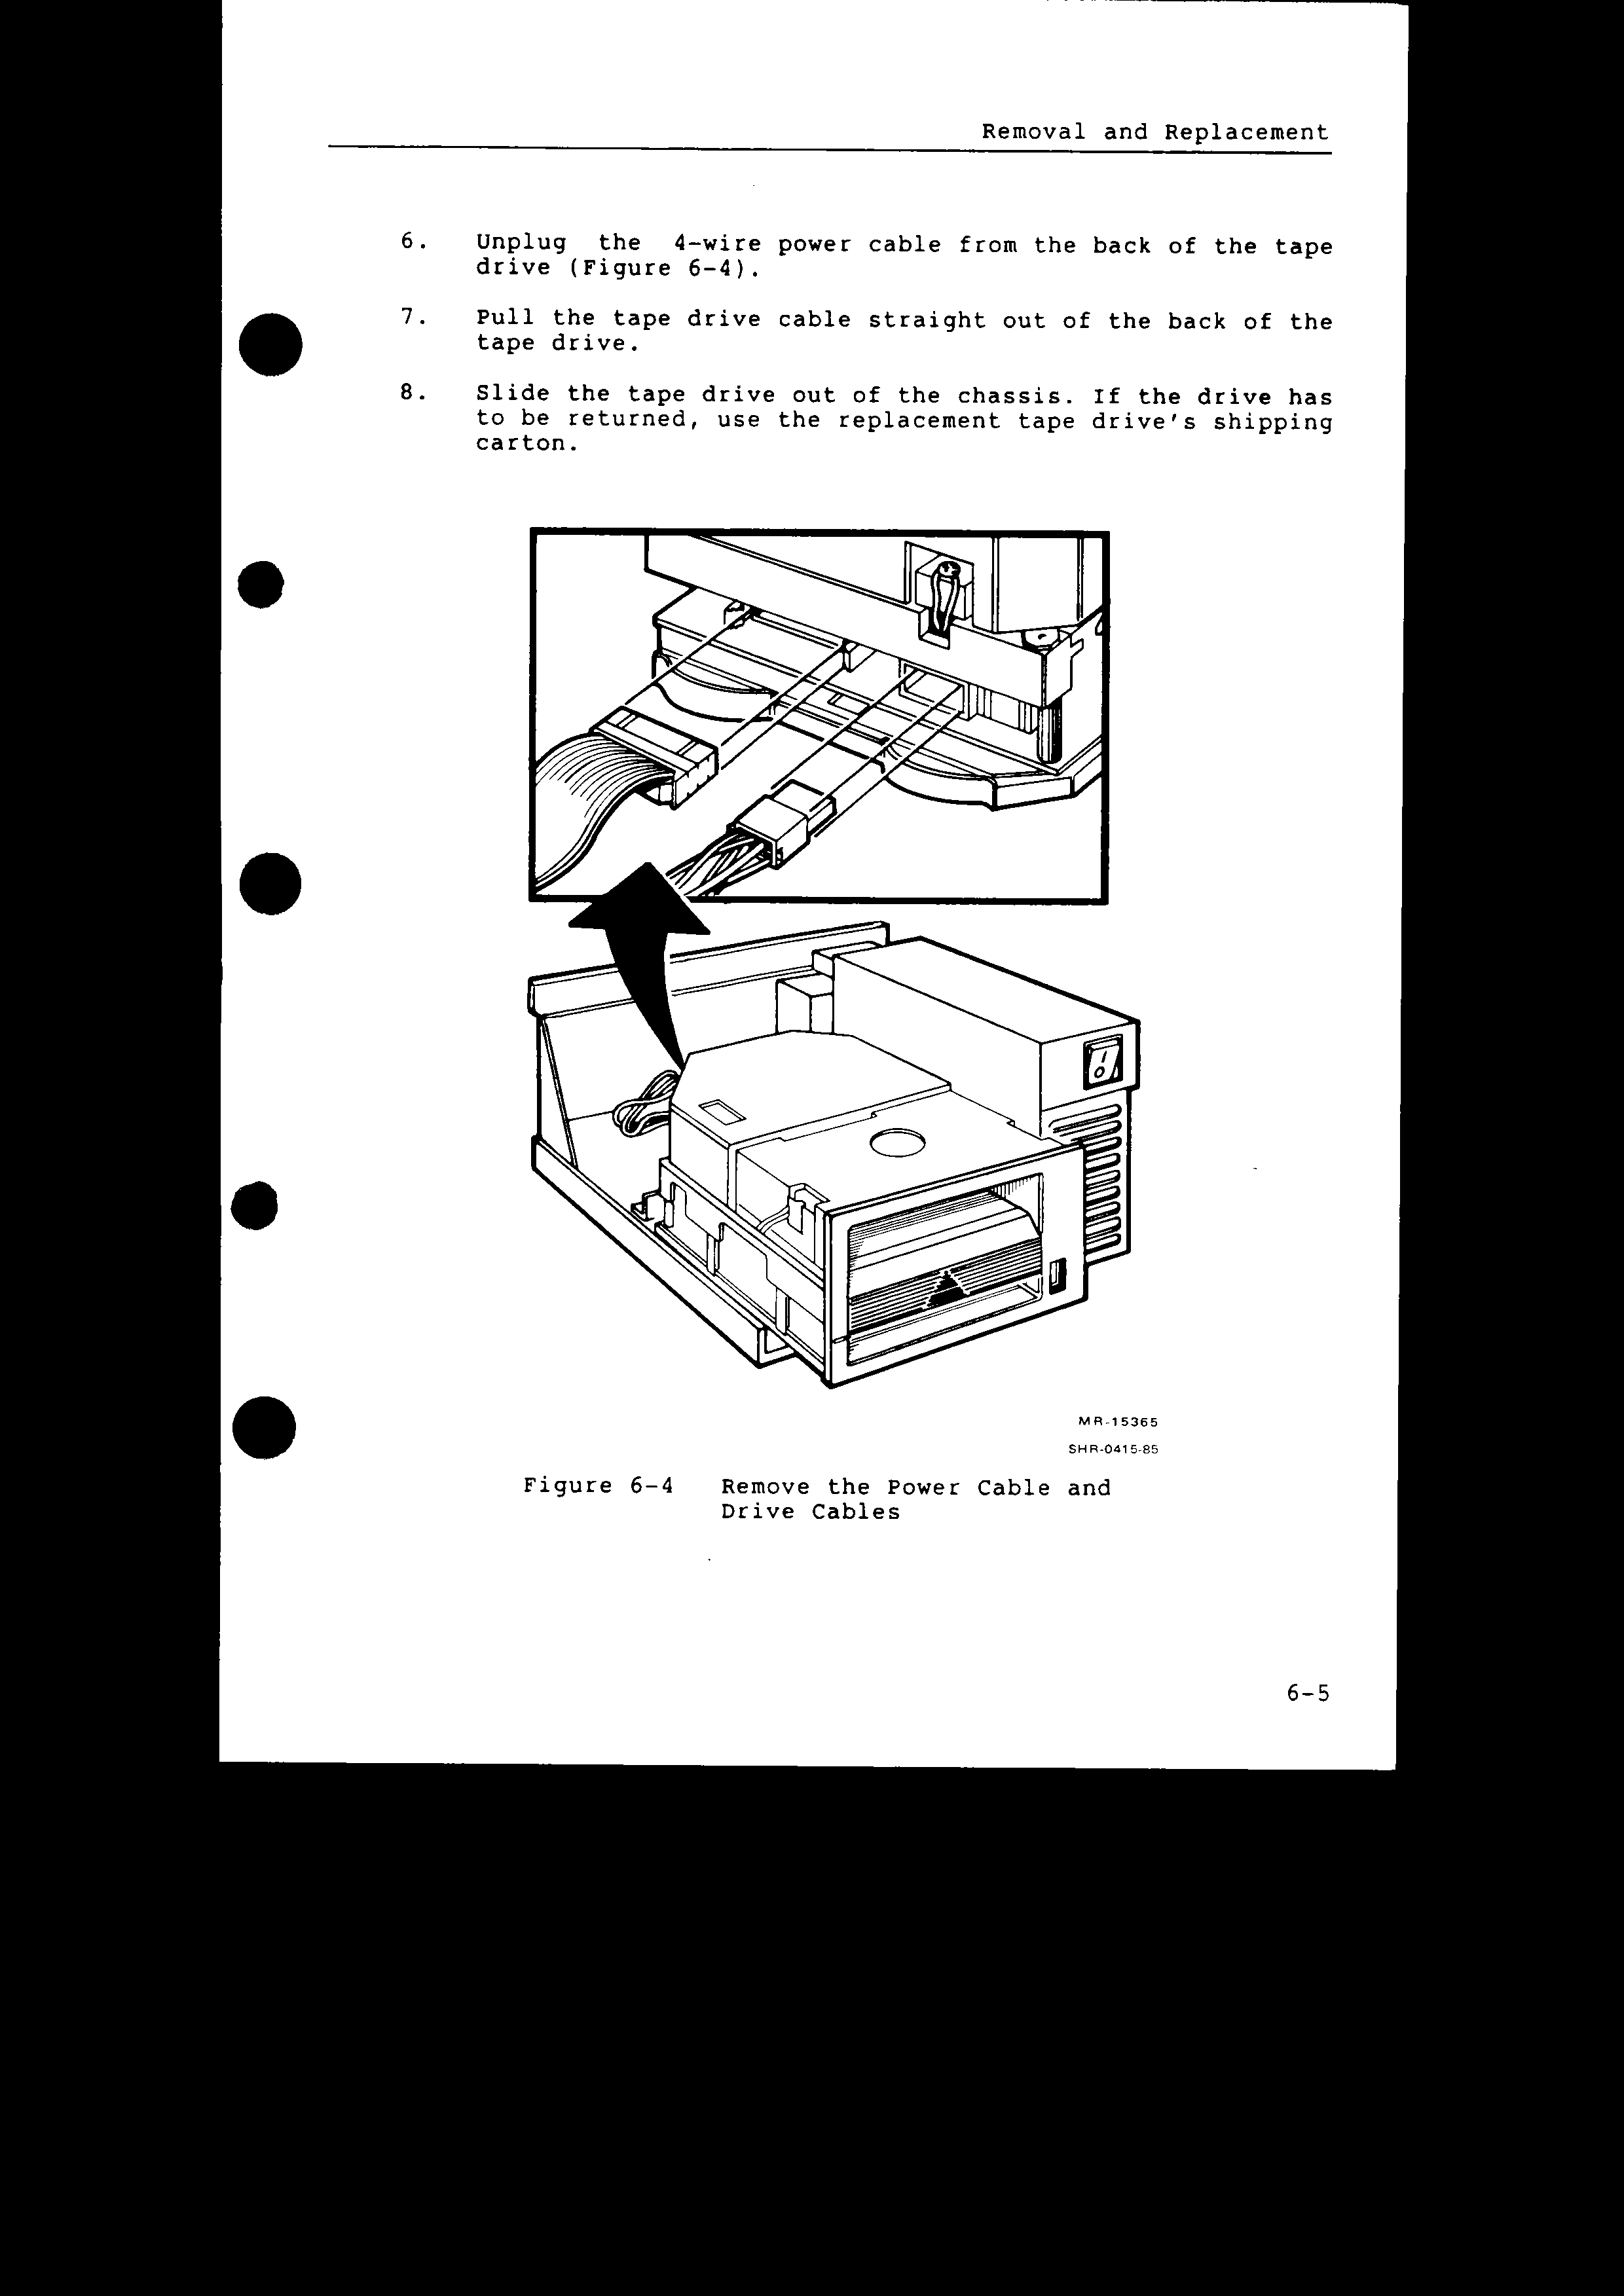 Removal and Replacement
6. Unplug the 4-wire power cable from the back of the tape
drive (Figure 6-4).
7. Pull the tape drive cable straight out of the back of the
tape drive.
8. Slide the tape drive out of the chassis. If the drive has
to be returned, use the replacement tape drive's shipping
carton.
MR-15365
SHR-0415-85
Figure 6-4 Remove the Power Cable and
Drive Cables
6-5